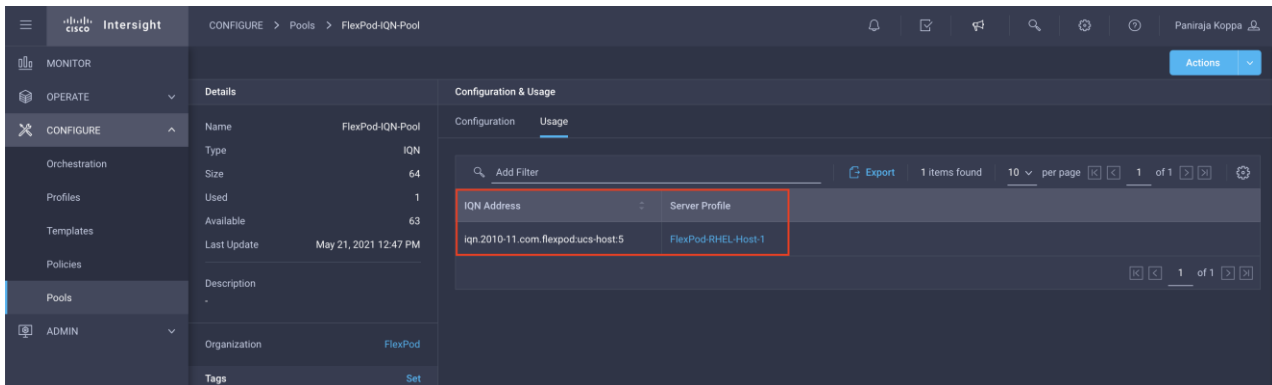 cisco Intersight
CONFIGURE > Pools > FlexPod-IQN-Pool
Paniraja Koppa
MONITOR
OPERATE
CONFIGURE
Orchestration
Profiles
Templates
Policies
Pools
ADMIN
Actions
Details
Name FlexPod-IQN-Pool
Type IQN
Size 64
Used 1
Available 63
Last Update May 21, 2021 12:47 PM
Description
-
Organization FlexPod
Tags Set
Configuration & Usage
Configuration Usage
Add Filter Export 1 items found 10 per page 1 of 1
IQN Address Server Profile
iqn.2010-11.com.flexpod:ucs-host:5 FlexPod-RHEL-Host-1
1 of 1